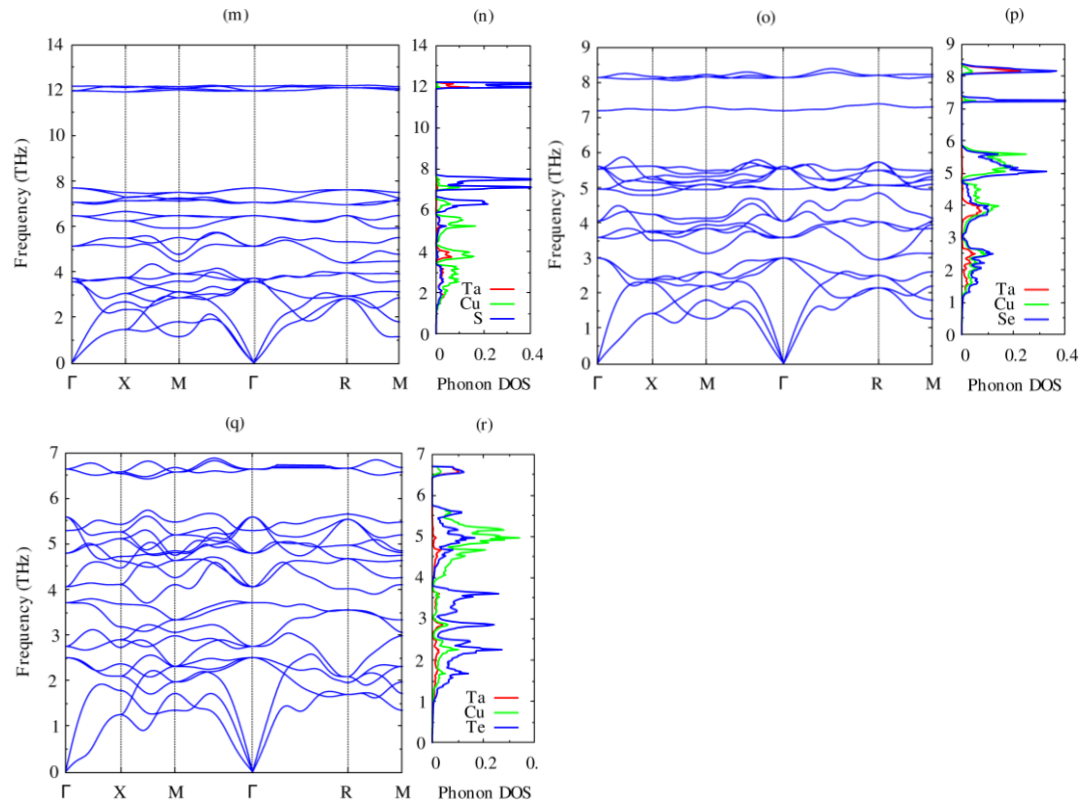 (m)
Frequency (THz)
14
12
10
8
6
4
2
0
Γ X M Γ R M
(n)
14
12
10
8
6
4
2
0
Ta
Cu
S
0 0.2 0.4
Phonon DOS
(o)
Frequency (THz)
9
8
7
6
5
4
3
2
1
0
Γ X M Γ R M
(p)
9
8
7
6
5
4
3
2
1
0
Ta
Cu
Se
0 0.2 0.4
Phonon DOS
(q)
Frequency (THz)
7
6
5
4
3
2
1
0
Γ X M Γ R M
(r)
7
6
5
4
3
2
1
0
Ta
Cu
Te
0 0.2 0.
Phonon DOS